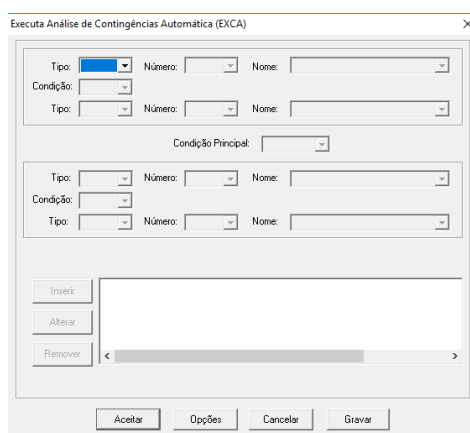 Executa Análise de Contingências Automática (EXCA)
Tipo: Número: Nome:
Condição:
Tipo: Número: Nome:
Condição Principal:
Tipo: Número: Nome:
Condição:
Tipo: Número: Nome:
Inserir
Alterar
Remover
Aceitar Opções Cancelar Gravar